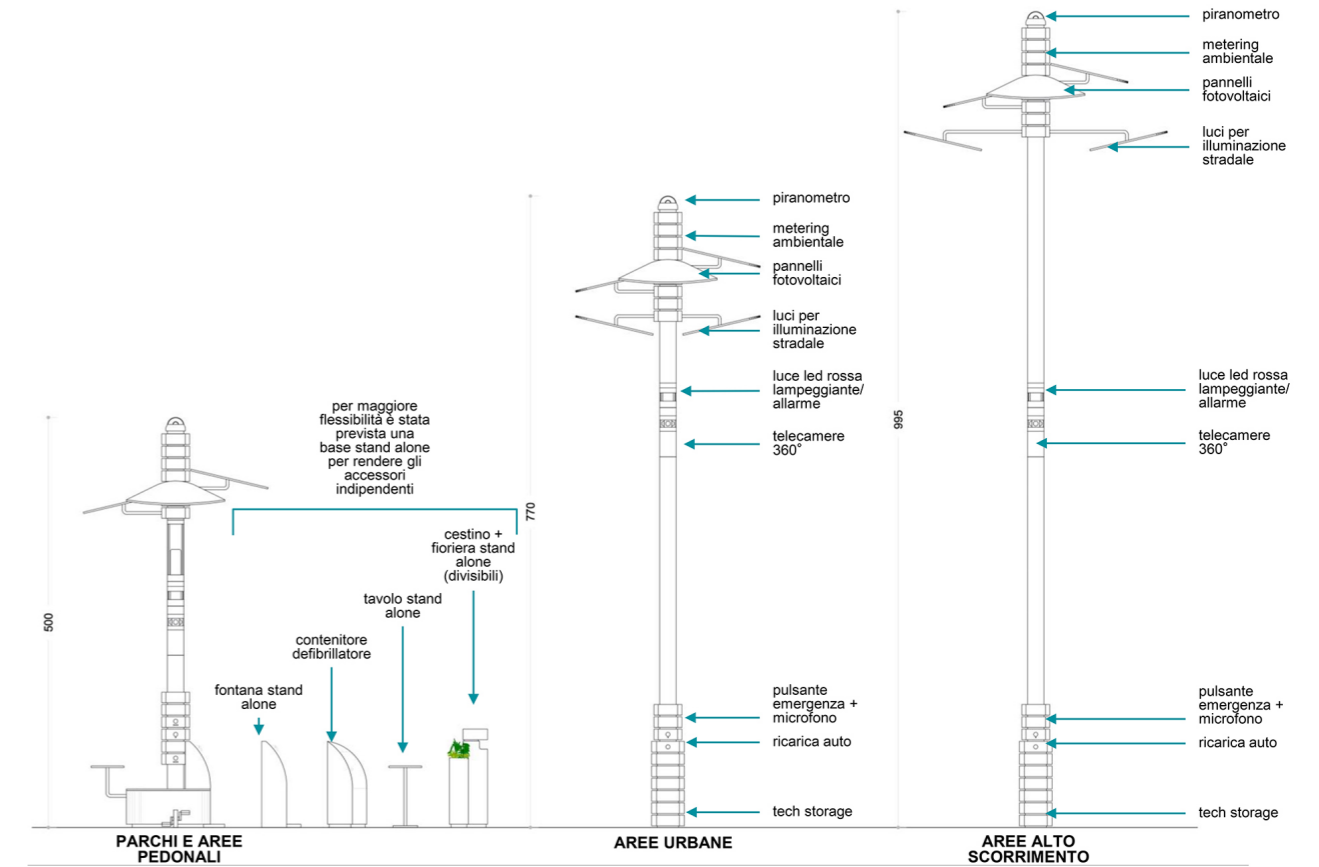 piranometro
metering
ambientale
pannelli
fotovoltaici
luci per
illuminazione
stradale
luce led rossa
lampeggiante/
allarme
telecamere
360°
pulsante
emergenza +
microfono
ricarica auto
tech storage
995
AREE ALTO
SCORRIMENTO
piranometro
metering
ambientale
pannelli
fotovoltaici
luci per
illuminazione
stradale
luce led rossa
lampeggiante/
allarme
telecamere
360°
pulsante
emergenza +
microfono
ricarica auto
tech storage
770
AREE URBANE
per maggiore
flessibilità è stata
prevista una
base stand alone
per rendere gli
accessori
indipendenti
cestino +
fioriera stand
alone
(divisibili)
tavolo stand
alone
contenitore
defibrillatore
fontana stand
alone
500
PARCHI E AREE
PEDONALI